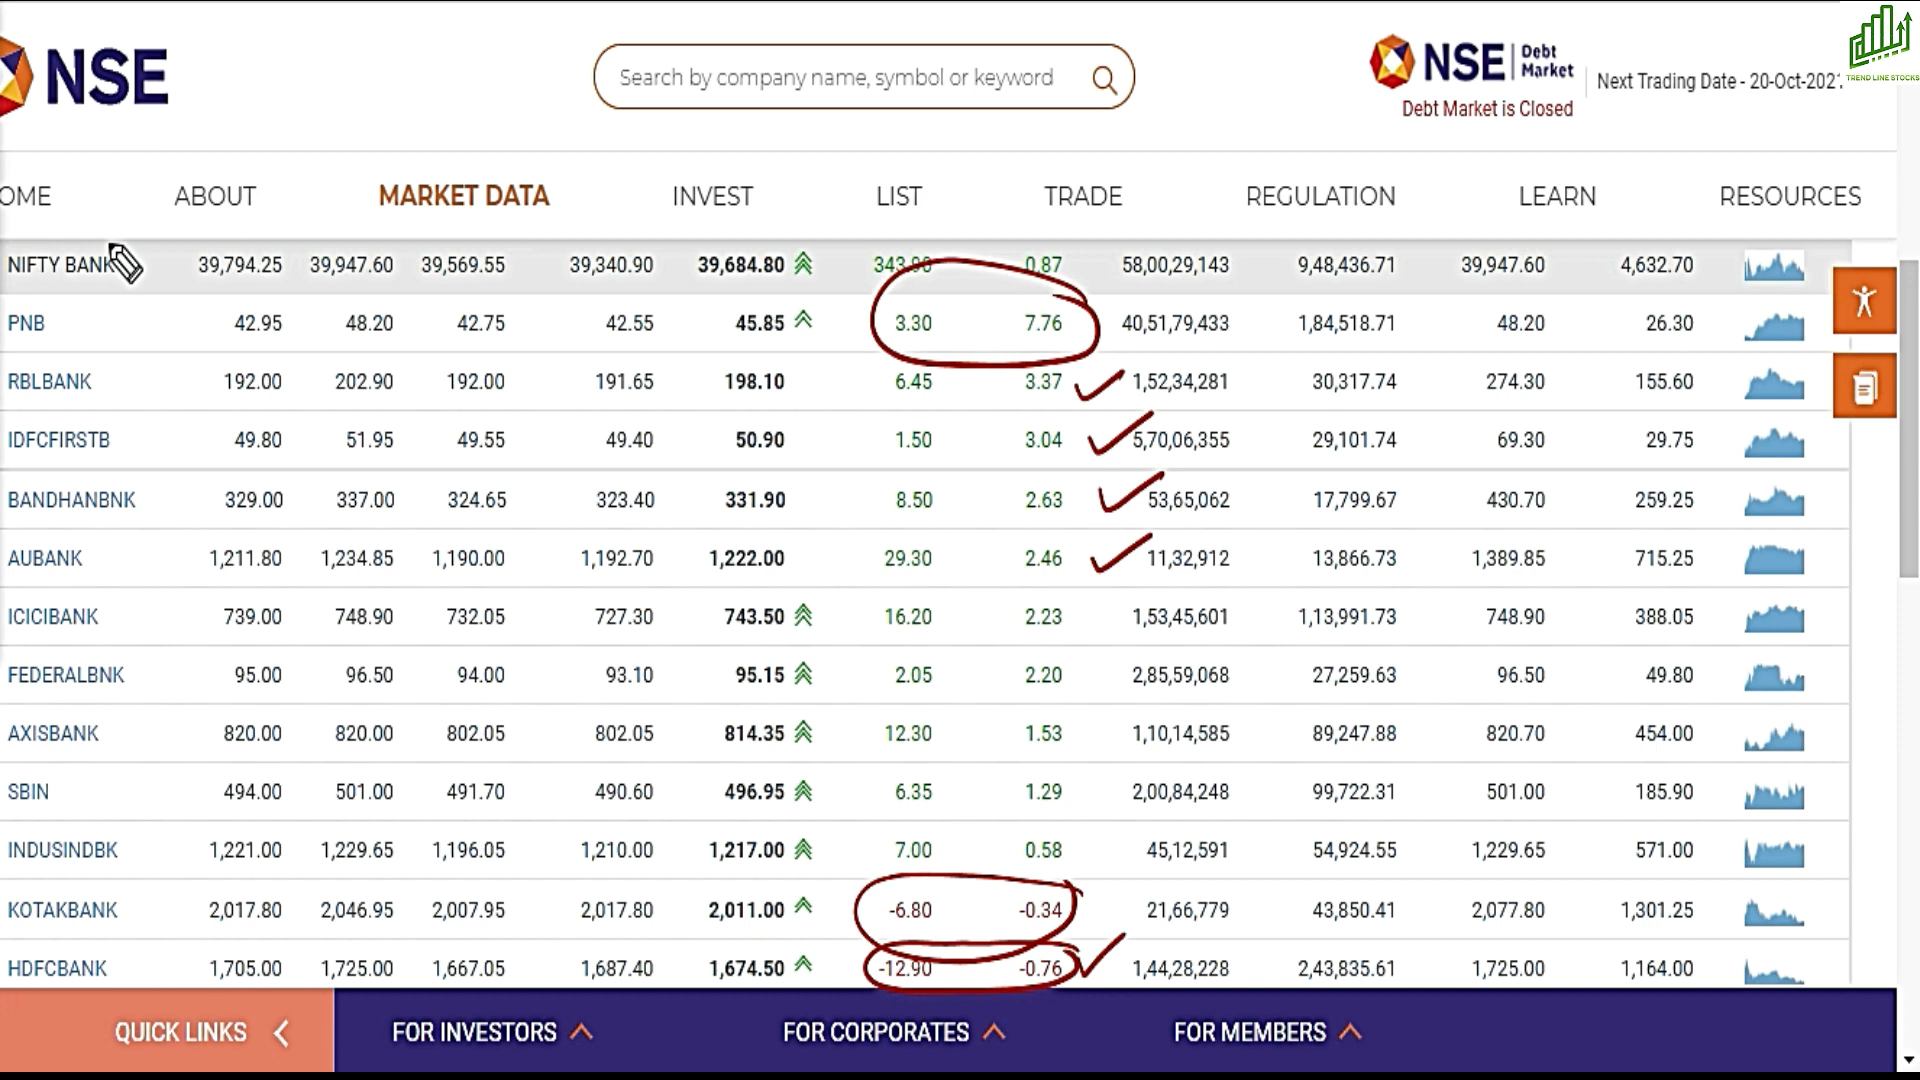 NSE
Search by company name, symbol or keyword
NSE Debt Market
Debt Market is Closed
Next Trading Date - 20-Oct-202
TREND LINE STOCKS
OME ABOUT MARKET DATA INVEST LIST TRADE REGULATION LEARN RESOURCES
NIFTY BANK 39,794.25 39,947.60 39,569.55 39,340.90 39,684.80 0.87 58,00,29,143 9,48,436.71 39,947.60 4,632.70
PNB 42.95 48.20 42.75 42.55 45.85 3.30 7.76 40,51,79,433 1,84,518.71 48.20 26.30
RBLBANK 192.00 202.90 192.00 191.65 198.10 6.45 3.37 1,52,34,281 30,317.74 274.30 155.60
IDFCFIRSTB 49.80 51.95 49.55 49.40 50.90 1.50 3.04 5,70,06,355 29,101.74 69.30 29.75
BANDHANBNK 329.00 337.00 324.65 323.40 331.90 8.50 2.63 53,65,062 17,799.67 430.70 259.25
AUBANK 1,211.80 1,234.85 1,190.00 1,192.70 1,222.00 29.30 2.46 11,32,912 13,866.73 1,389.85 715.25
ICICIBANK 739.00 748.90 732.05 727.30 743.50 16.20 2.23 1,53,45,601 1,13,991.73 748.90 388.05
FEDERALBNK 95.00 96.50 94.00 93.10 95.15 2.05 2.20 2,85,59,068 27,259.63 96.50 49.80
AXISBANK 820.00 820.00 802.05 802.05 814.35 12.30 1.53 1,10,14,585 89,247.88 820.70 454.00
SBIN 494.00 501.00 491.70 490.60 496.95 6.35 1.29 2,00,84,248 99,722.31 501.00 185.90
INDUSINDBK 1,221.00 1,229.65 1,196.05 1,210.00 1,217.00 7.00 0.58 45,12,591 54,924.55 1,229.65 571.00
KOTAKBANK 2,017.80 2,046.95 2,007.95 2,017.80 2,011.00 -6.80 -0.34 21,66,779 43,850.41 2,077.80 1,301.25
HDFCBANK 1,705.00 1,725.00 1,667.05 1,687.40 1,674.50 -12.90 -0.76 1,44,28,228 2,43,835.61 1,725.00 1,164.00
QUICK LINKS FOR INVESTORS FOR CORPORATES FOR MEMBERS